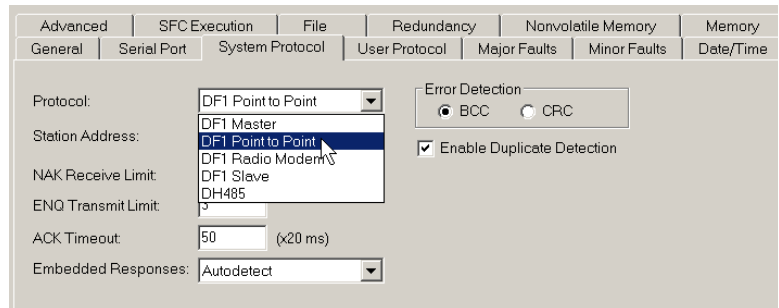 Advanced SFC Execution File Redundancy Nonvolatile Memory Memory
General Serial Port System Protocol User Protocol Major Faults Minor Faults Date/Time
Protocol: DF1 Point to Point
Error Detection
BCC CRC
DF1 Master
Station Address: DF1 Point to Point
Enable Duplicate Detection
DF1 Radio Modem
NAK Receive Limit: DF1 Slave
DH485
ENQ Transmit Limit:
ACK Timeout: 50 (x20 ms)
Embedded Responses: Autodetect